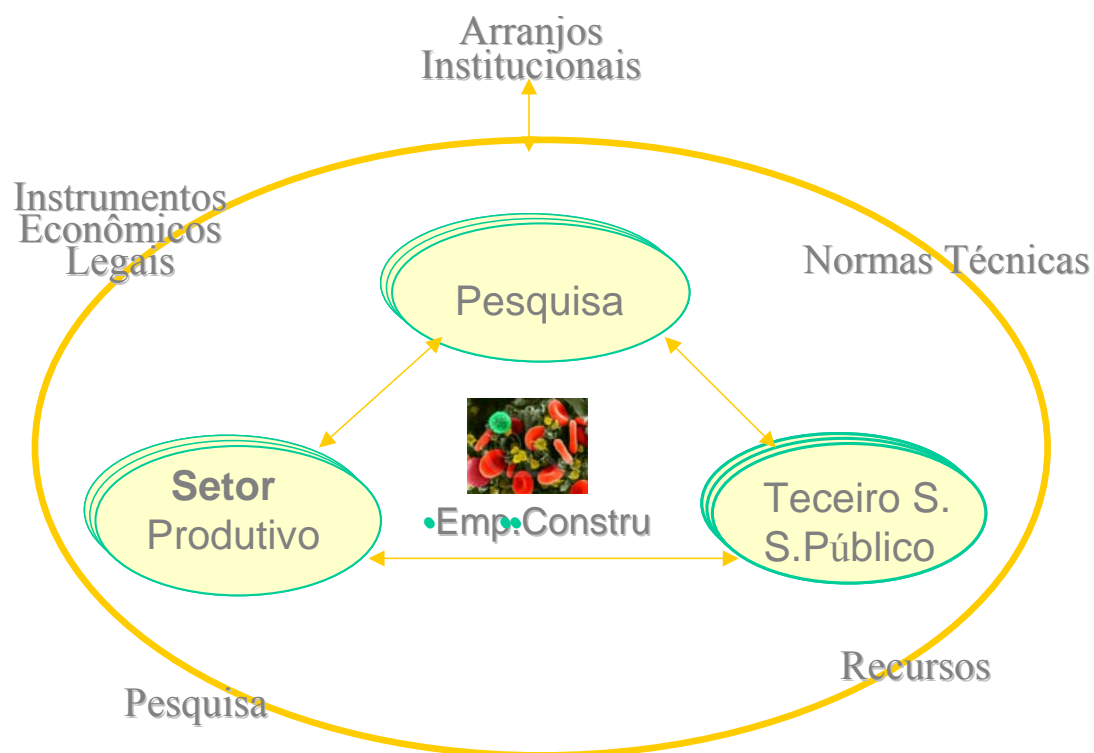 Arranjos
Institucionais
Instrumentos
Econômicos
Legais
Normas Técnicas
Pesquisa
Setor
Produtivo
•Emp.Constru
Teceiro S.
S.Público
Recursos
Pesquisa